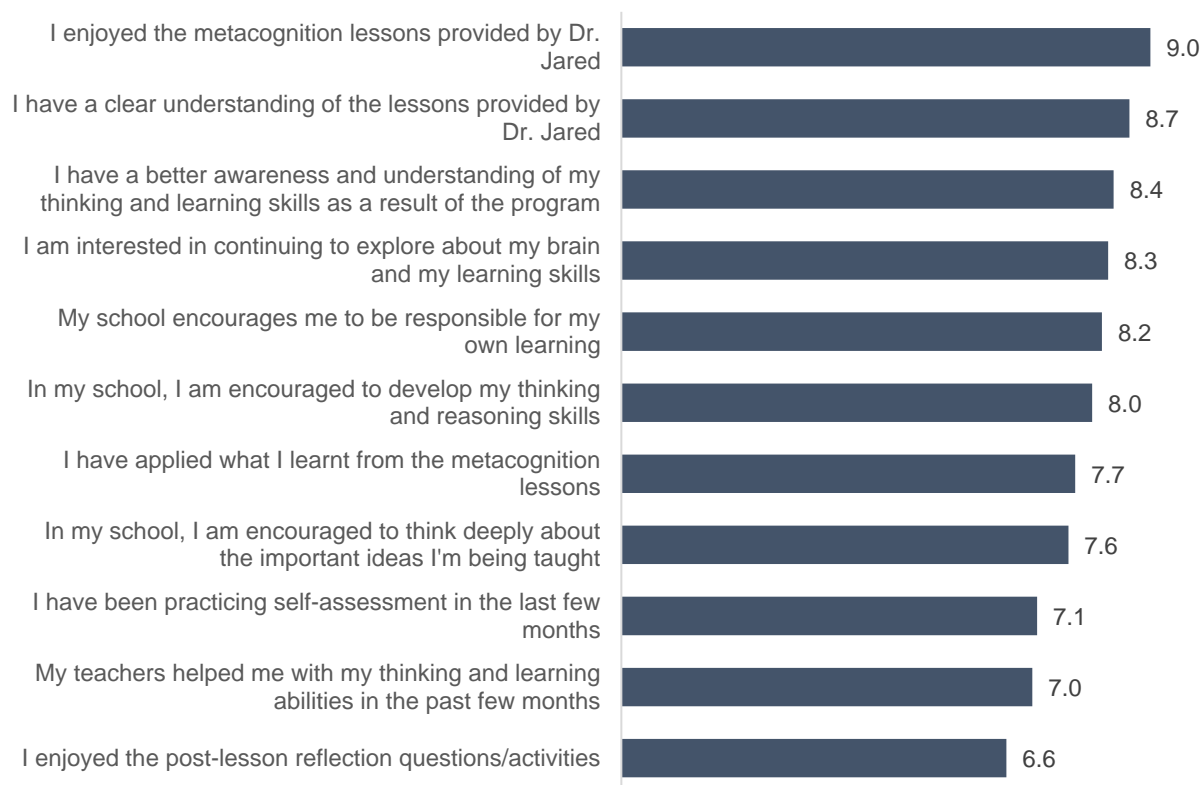 I enjoyed the metacognition lessons provided by Dr.
Jared
9.0
I have a clear understanding of the lessons provided by
Dr. Jared
8.7
I have a better awareness and understanding of my
thinking and learning skills as a result of the program
8.4
I am interested in continuing to explore about my brain
and my learning skills
8.3
My school encourages me to be responsible for my
own learning
8.2
In my school, I am encouraged to develop my thinking
and reasoning skills
8.0
I have applied what I learnt from the metacognition
lessons
7.7
In my school, I am encouraged to think deeply about
the important ideas I'm being taught
7.6
I have been practicing self-assessment in the last few
months
7.1
My teachers helped me with my thinking and learning
abilities in the past few months
7.0
I enjoyed the post-lesson reflection questions/activities
6.6